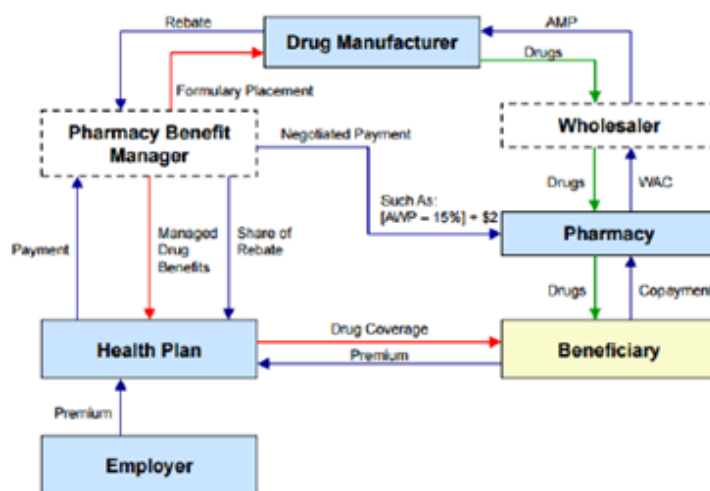 Rebate
AMP
Drug Manufacturer
Drugs
Formulary Placement
Pharmacy Benefit
Manager
Negotiated Payment
Wholesaler
Such As:
[AWP – 15%] + $2
Drugs
WAC
Payment
Managed
Drug
Benefits
Share of
Rebate
Pharmacy
Drugs
Copayment
Health Plan
Drug Coverage
Premium
Beneficiary
Premium
Employer